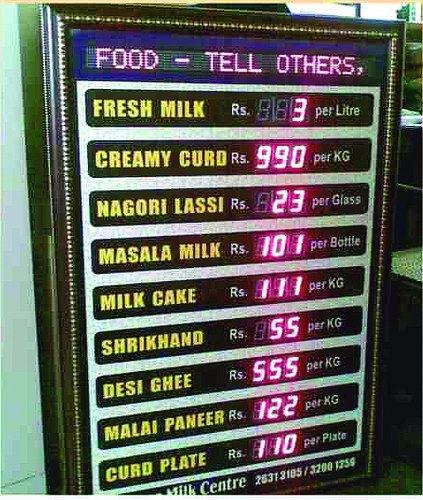 FOOD - TELL OTHERS,
FRESH MILK Rs. 3 per Litre
CREAMY CURD Rs. 990 per KG
NAGORI LASSI Rs. 23 per Glass
MASALA MILK Rs. 101 per Bottle
MILK CAKE Rs. 111 per KG
SHRIKHAND Rs. 55 per KG
DESI GHEE Rs. 555 per KG
MALAI PANEER Rs. 122 per KG
CURD PLATE Rs. 110 per Plate
Milk Centre 26313105 / 32001259